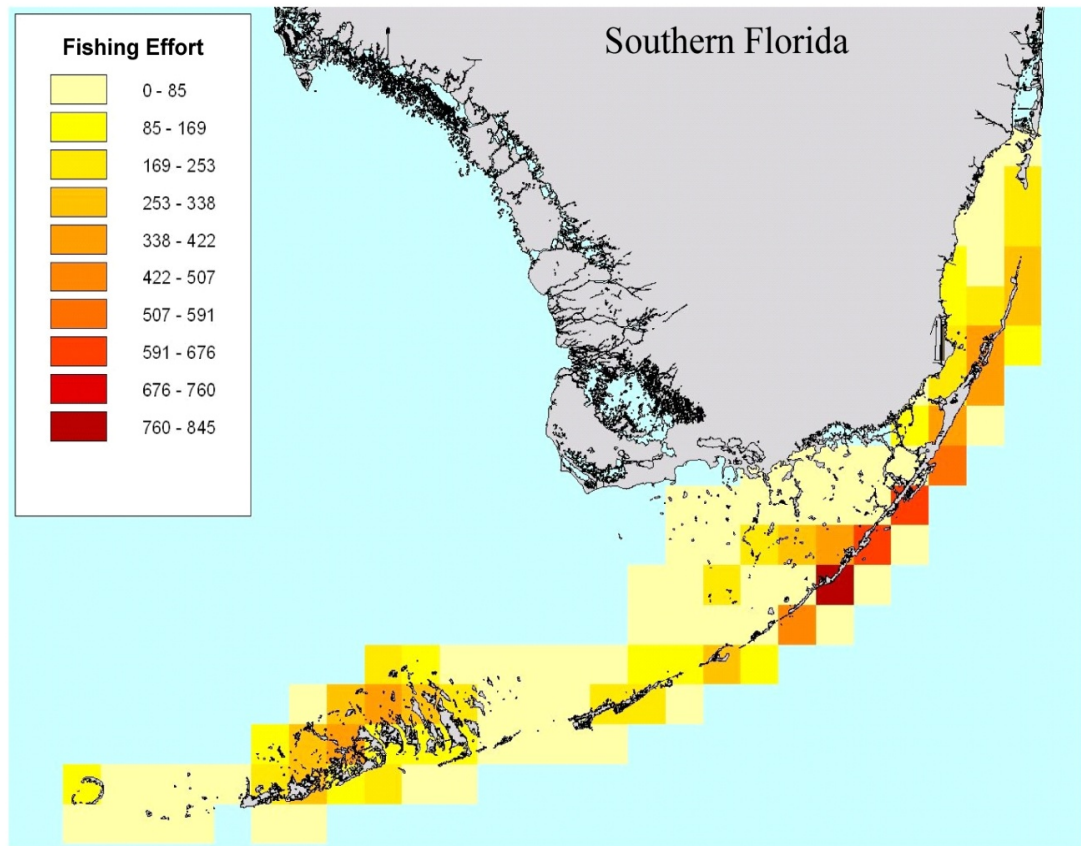 Southern Florida
Fishing Effort
0 - 85
85 - 169
169 - 253
253 - 338
338 - 422
422 - 507
507 - 591
591 - 676
676 - 760
760 - 845